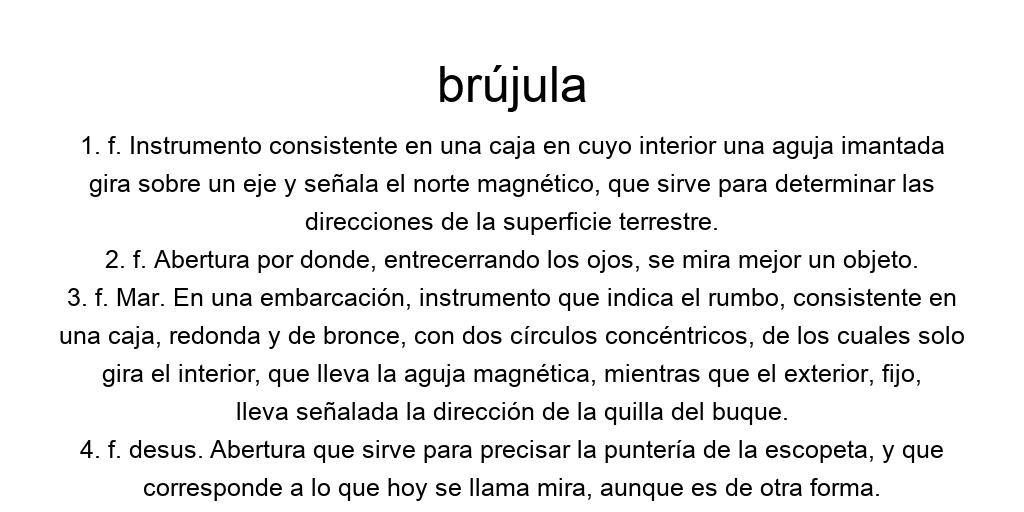 brújula
1. f. Instrumento consistente en una caja en cuyo interior una aguja imantada
gira sobre un eje y señala el norte magnético, que sirve para determinar las
direcciones de la superficie terrestre.
2. f. Abertura por donde, entrecerrando los ojos, se mira mejor un objeto.
3. f. Mar. En una embarcación, instrumento que indica el rumbo, consistente en
una caja, redonda y de bronce, con dos círculos concéntricos, de los cuales solo
gira el interior, que lleva la aguja magnética, mientras que el exterior, fijo,
lleva señalada la dirección de la quilla del buque.
4. f. desus. Abertura que sirve para precisar la puntería de la escopeta, y que
corresponde a lo que hoy se llama mira, aunque es de otra forma.